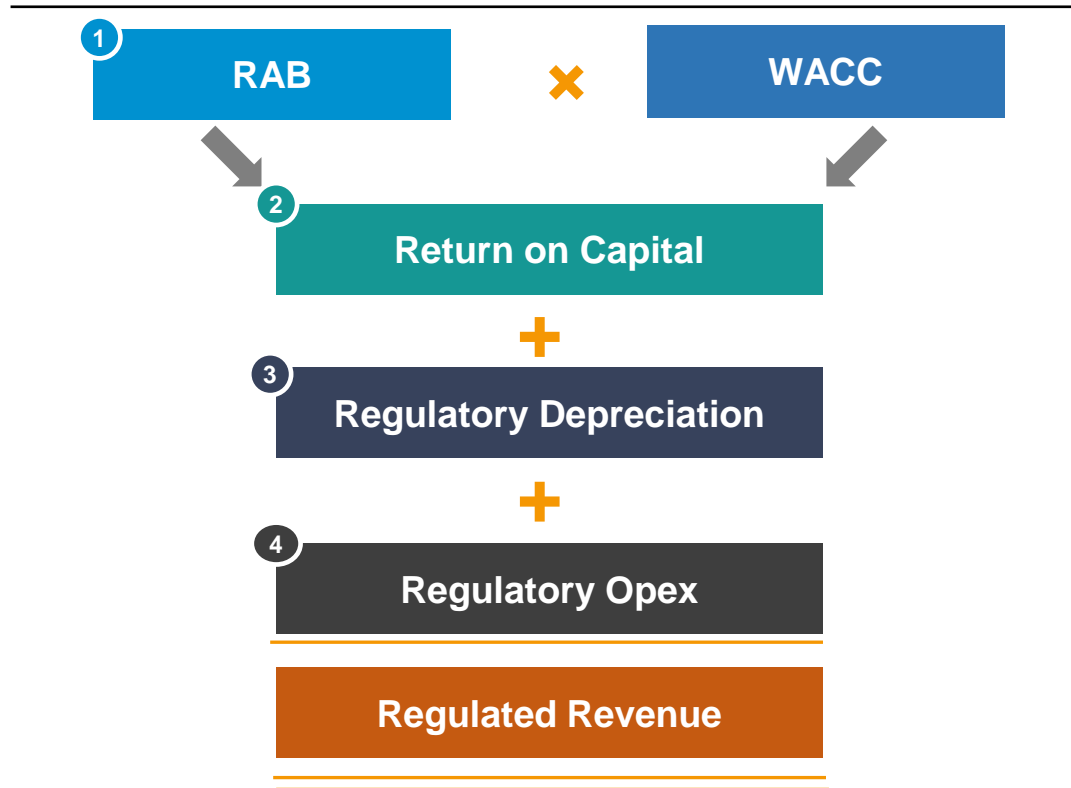 1
RAB
WACC
2
Return on Capital
3
Regulatory Depreciation
4
Regulatory Opex
Regulated Revenue